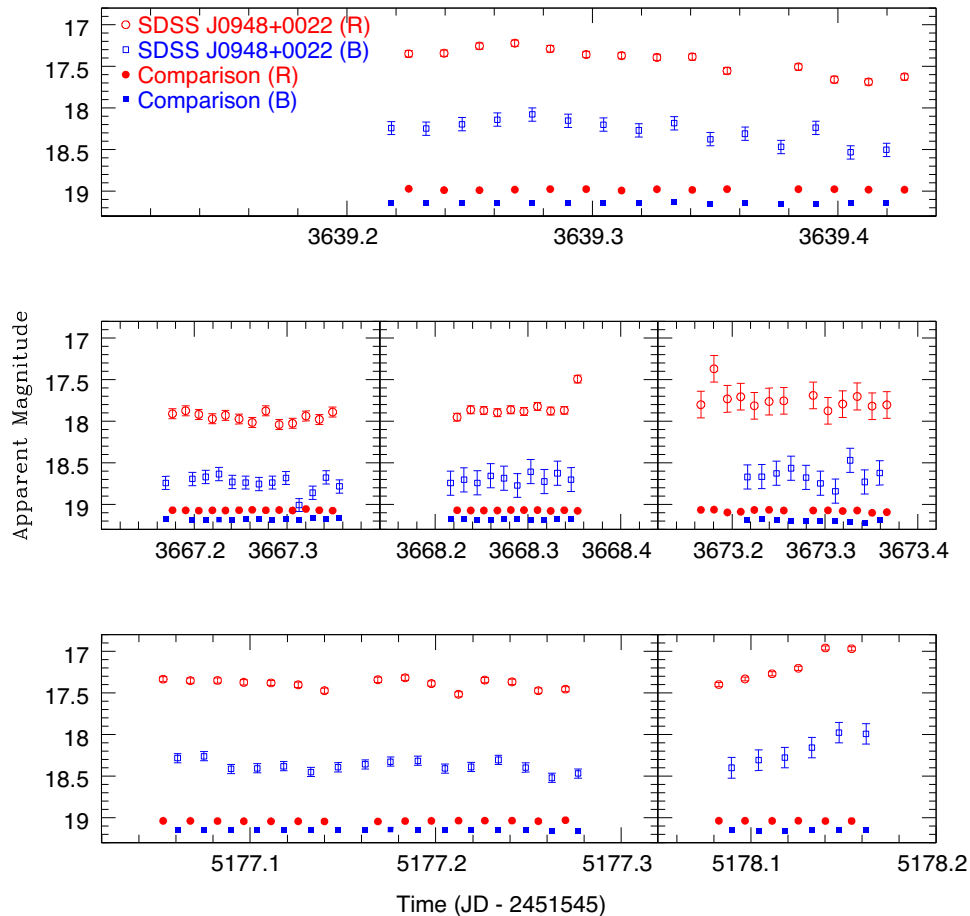 17
17.5
18
18.5
19
SDSS J0948+0022 (R)
SDSS J0948+0022 (B)
Comparison (R)
Comparison (B)
3639.2 3639.3 3639.4
Apparent Magnitude
17
17.5
18
18.5
19
3667.2 3667.3 3668.2 3668.3 3668.4 3673.2 3673.3 3673.4
17
17.5
18
18.5
19
5177.1 5177.2 5177.3 5178.1 5178.2
Time (JD - 2451545)